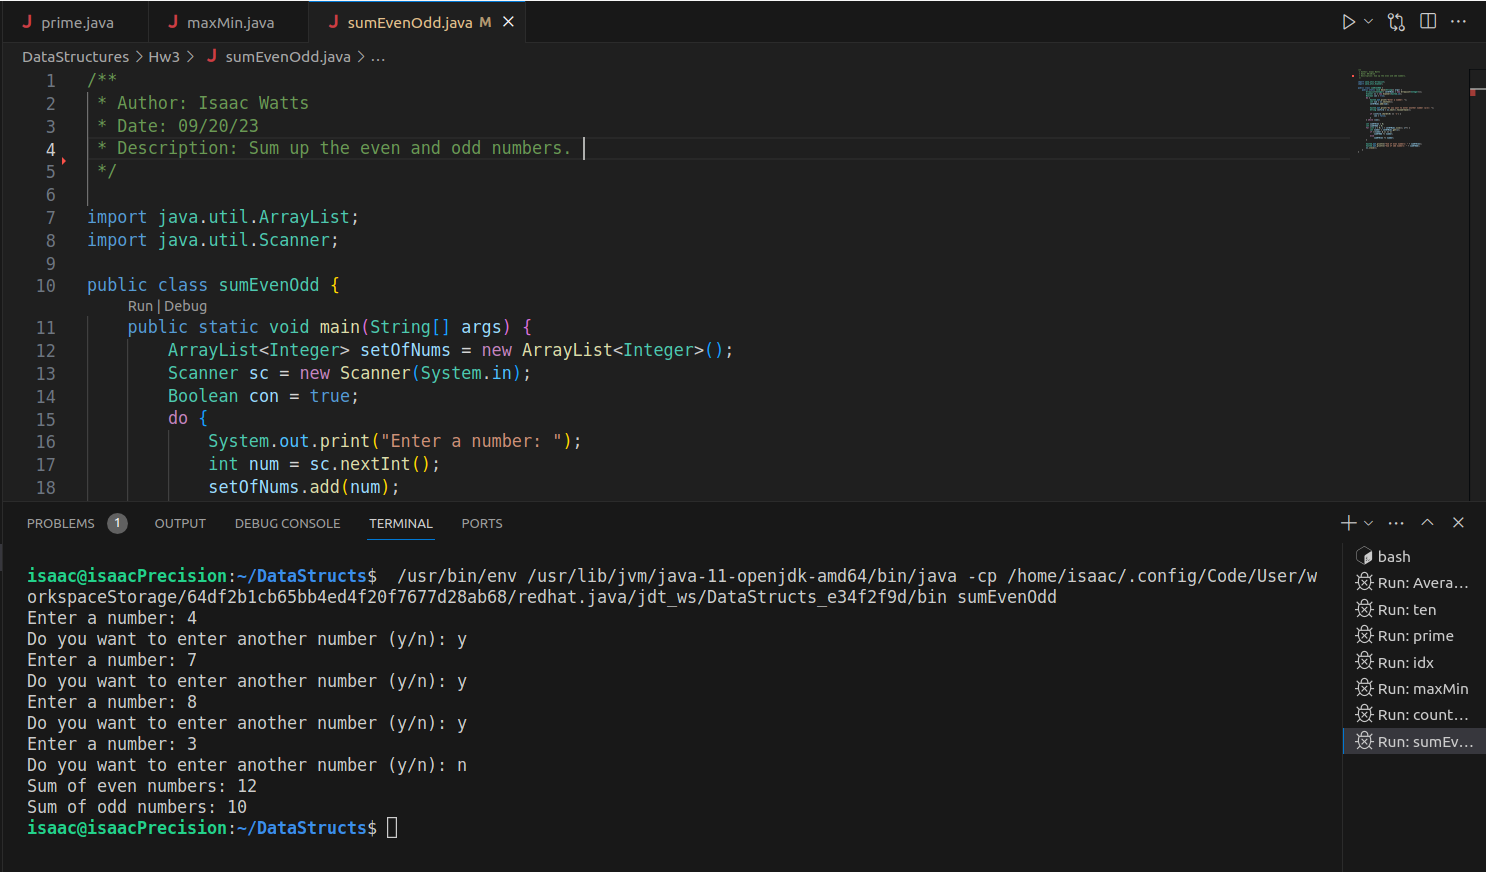 prime.java maxMin.java sumEvenOdd.java M
DataStructures > Hw3 > sumEvenOdd.java > ...
1 /**
2 * Author: Isaac Watts
3 * Date: 09/20/23
4 * Description: Sum up the even and odd numbers.
5 */
6
7 import java.util.ArrayList;
8 import java.util.Scanner;
9
10 public class sumEvenOdd {
Run | Debug
11 public static void main(String[] args) {
12 ArrayList<Integer> setOfNums = new ArrayList<Integer>();
13 Scanner sc = new Scanner(System.in);
14 Boolean con = true;
15 do {
16 System.out.print("Enter a number: ");
17 int num = sc.nextInt();
18 setOfNums.add(num);
PROBLEMS 1 OUTPUT DEBUG CONSOLE TERMINAL PORTS
isaac@isaacPrecision:~/DataStructs$ /usr/bin/env /usr/lib/jvm/java-11-openjdk-amd64/bin/java -cp /home/isaac/.config/Code/User/w
orkspaceStorage/64df2b1cb65bb4ed4f20f7677d28ab68/redhat.java/jdt_ws/DataStructs_e34f2f9d/bin sumEvenOdd
Enter a number: 4
Do you want to enter another number (y/n): y
Enter a number: 7
Do you want to enter another number (y/n): y
Enter a number: 8
Do you want to enter another number (y/n): y
Enter a number: 3
Do you want to enter another number (y/n): n
Sum of even numbers: 12
Sum of odd numbers: 10
isaac@isaacPrecision:~/DataStructs$
bash
Run: Avera...
Run: ten
Run: prime
Run: idx
Run: maxMin
Run: count...
Run: sumEv...